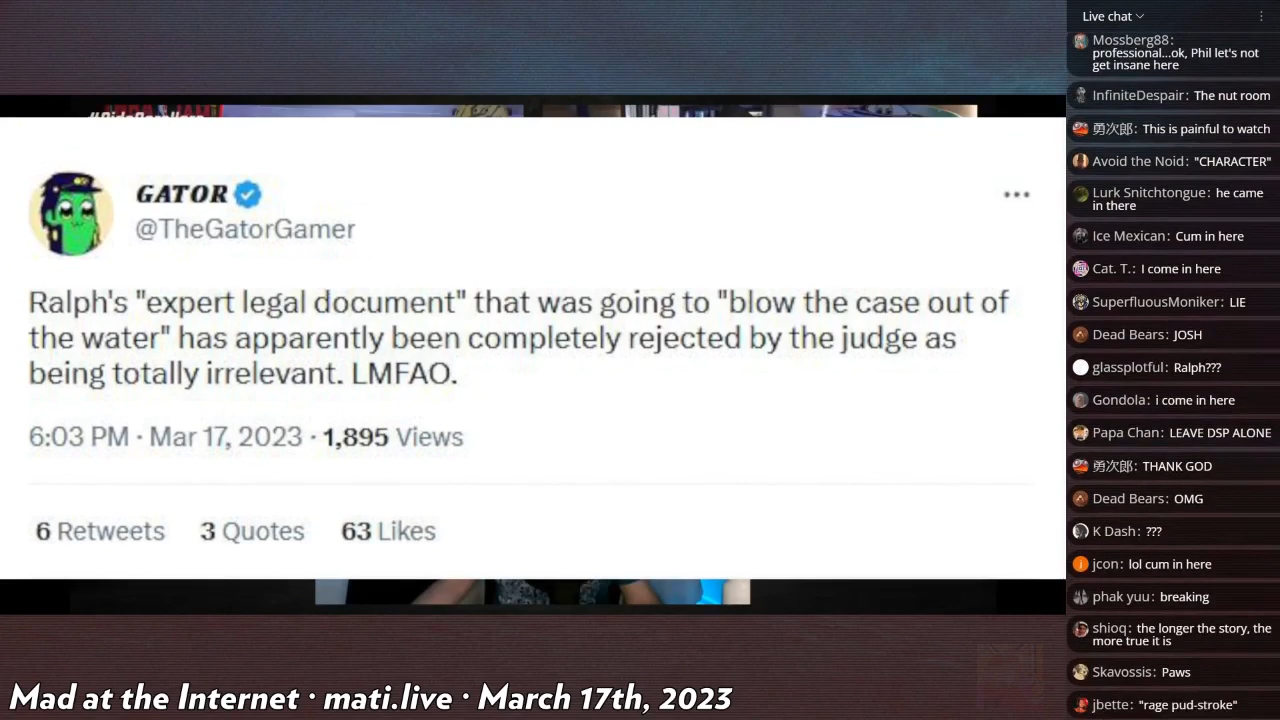 GATOR
@TheGatorGamer
Ralph's "expert legal document" that was going to "blow the case out of
the water" has apparently been completely rejected by the judge as
being totally irrelevant. LMFAO.
6:03 PM · Mar 17, 2023 · 1,895 Views
6 Retweets 3 Quotes 63 Likes
Mad at the Internet · mati.live · March 17th, 2023
Live chat
Mossberg88:
professional...ok, Phil let's not
get insane here
InfiniteDespair: The nut room
勇次郎: This is painful to watch
Avoid the Noid: "CHARACTER"
Lurk Snitchtongue: he came
in there
Ice Mexican: Cum in here
Cat. T.: I come in here
SuperfluousMoniker: LIE
Dead Bears: JOSH
glassplotful: Ralph???
Gondola: i come in here
Papa Chan: LEAVE DSP ALONE
勇次郎: THANK GOD
Dead Bears: OMG
K Dash: ???
jcon: lol cum in here
phak yuu: breaking
shioq: the longer the story, the
more true it is
Skavossis: Paws
jbette: "rage pud-stroke"